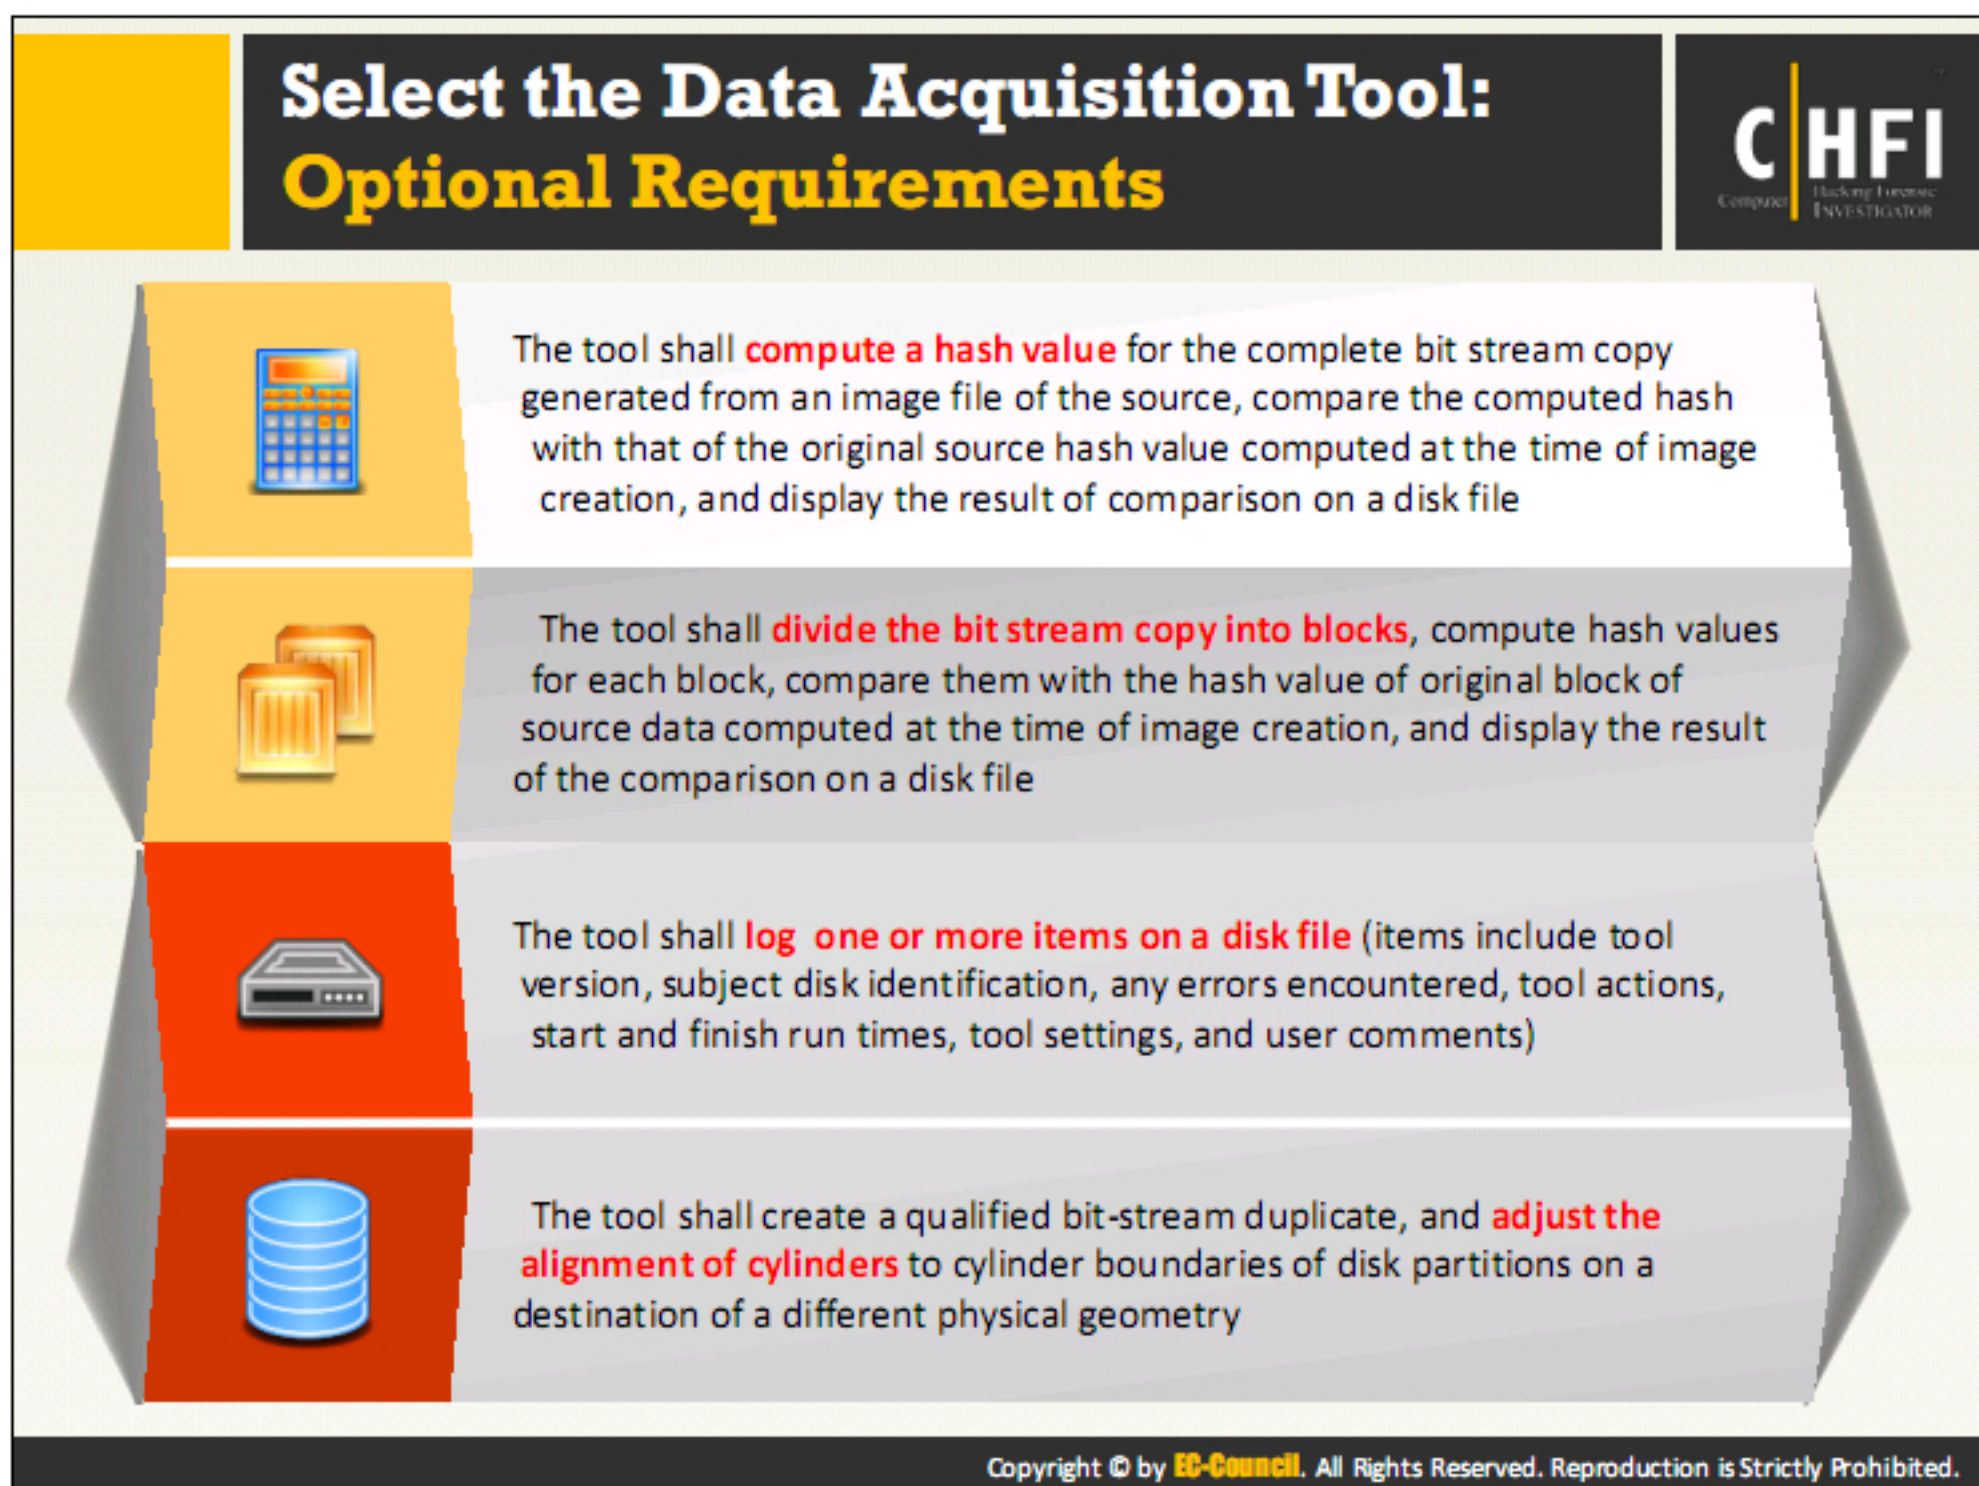 Select the Data Acquisition Tool:
Optional Requirements
C HFI
Computer Hacking Forensic
INVESTIGATOR
The tool shall compute a hash value for the complete bit stream copy
generated from an image file of the source, compare the computed hash
with that of the original source hash value computed at the time of image
creation, and display the result of comparison on a disk file
The tool shall divide the bit stream copy into blocks, compute hash values
for each block, compare them with the hash value of original block of
source data computed at the time of image creation, and display the result
of the comparison on a disk file
The tool shall log one or more items on a disk file (items include tool
version, subject disk identification, any errors encountered, tool actions,
start and finish run times, tool settings, and user comments)
The tool shall create a qualified bit-stream duplicate, and adjust the
alignment of cylinders to cylinder boundaries of disk partitions on a
destination of a different physical geometry
Copyright © by EC-Council. All Rights Reserved. Reproduction is Strictly Prohibited.